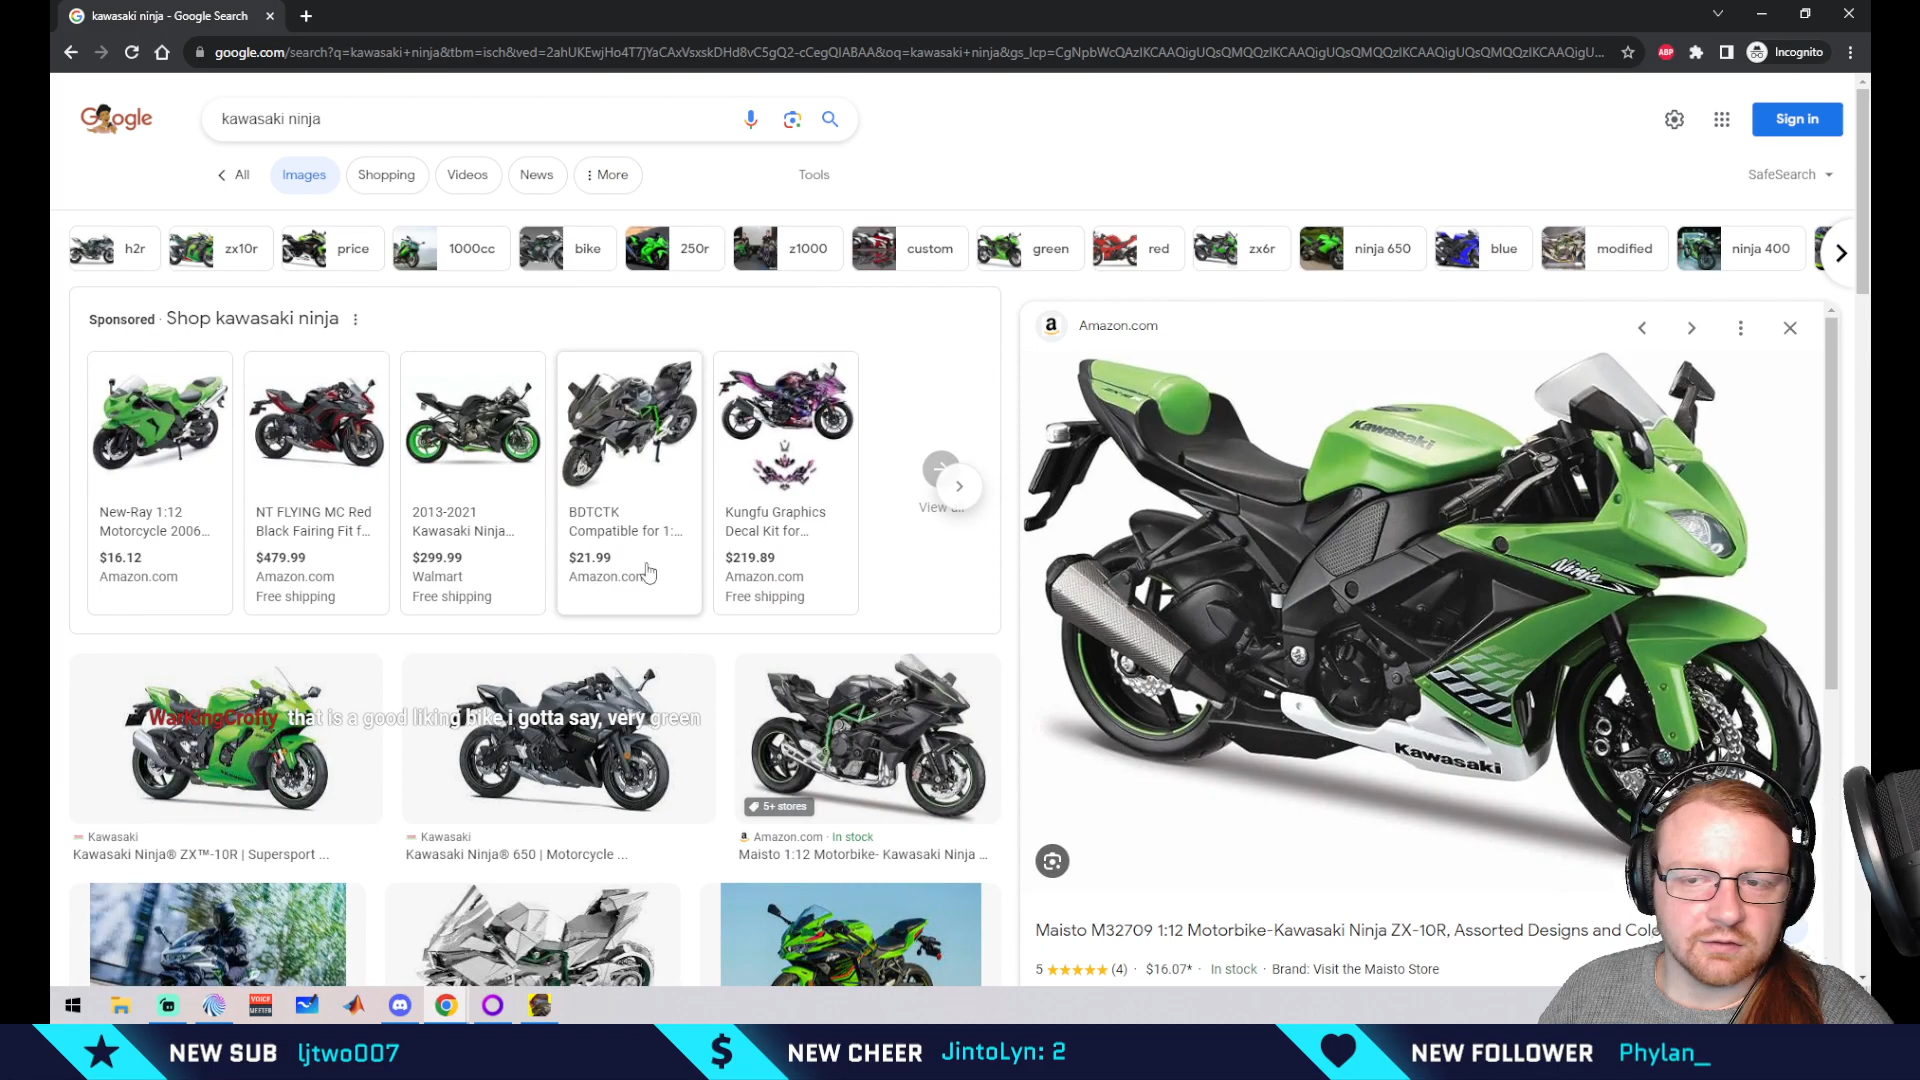 kawasaki ninja - Google Search
google.com/search?q=kawasaki+ninja&tbm=isch&ved=2ahUKEwjHo4T7jYaCAxVsxskDHd8vC5gQ2-cCegQIABAA&oq=kawasaki+ninja&gs_lcp=CgNpbWcQAzIKCAAQigUQsQMQQzIKCAAQigUQsQMQQzIKCAAQigUQsQMQQzIKCAAQigU...
ABP
Incognito
Google
kawasaki ninja
Sign in
All
Images
Shopping
Videos
News
More
Tools
SafeSearch
h2r
zx10r
price
1000cc
bike
250r
z1000
custom
green
red
zx6r
ninja 650
blue
modified
ninja 400
Sponsored · Shop kawasaki ninja
New-Ray 1:12
Motorcycle 2006...
$16.12
Amazon.com
NT FLYING MC Red
Black Fairing Fit f...
$479.99
Amazon.com
Free shipping
2013-2021
Kawasaki Ninja...
$299.99
Walmart
Free shipping
BDTCTK
Compatible for 1:...
$21.99
Amazon.com
Kungfu Graphics
Decal Kit for...
$219.89
Amazon.com
Free shipping
View all
WarKingCrofty that is a good liking bike i gotta say, very green
Kawasaki
Kawasaki Ninja® ZX™-10R | Supersport ...
Kawasaki
Kawasaki Ninja® 650 | Motorcycle ...
5+ stores
Amazon.com · In stock
Maisto 1:12 Motorbike- Kawasaki Ninja ...
Amazon.com
Kawasaki
Ninja
Kawasaki
Maisto M32709 1:12 Motorbike-Kawasaki Ninja ZX-10R, Assorted Designs and
5 ★★★★★ (4) · $16.07* · In stock · Brand: Visit the Maisto Store
VOICE
MEETER
NEW SUB ljtwo007
NEW CHEER JintoLyn: 2
NEW FOLLOWER Phylan_